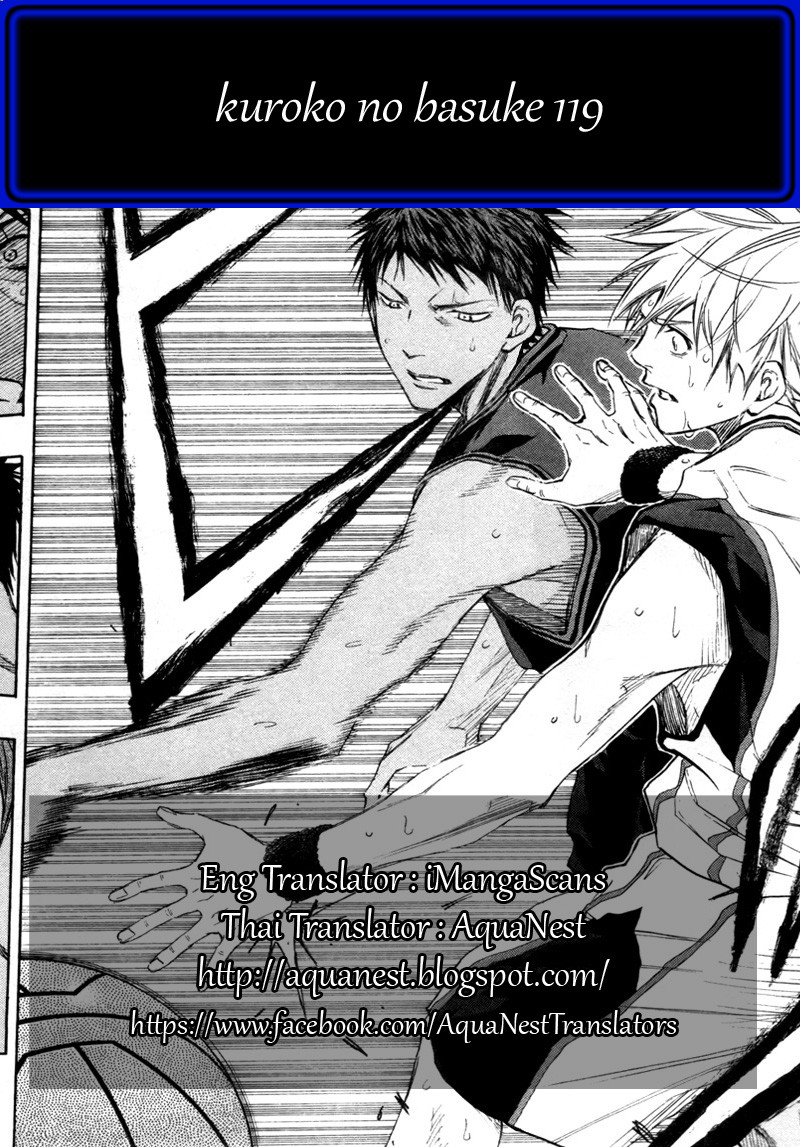 kuroko no basuke 119
Eng Translator : iMangaScans
Thai Translator : AquaNest
http://aquanest.blogspot.com/
https://www.facebook.com/AquaNestTranslators